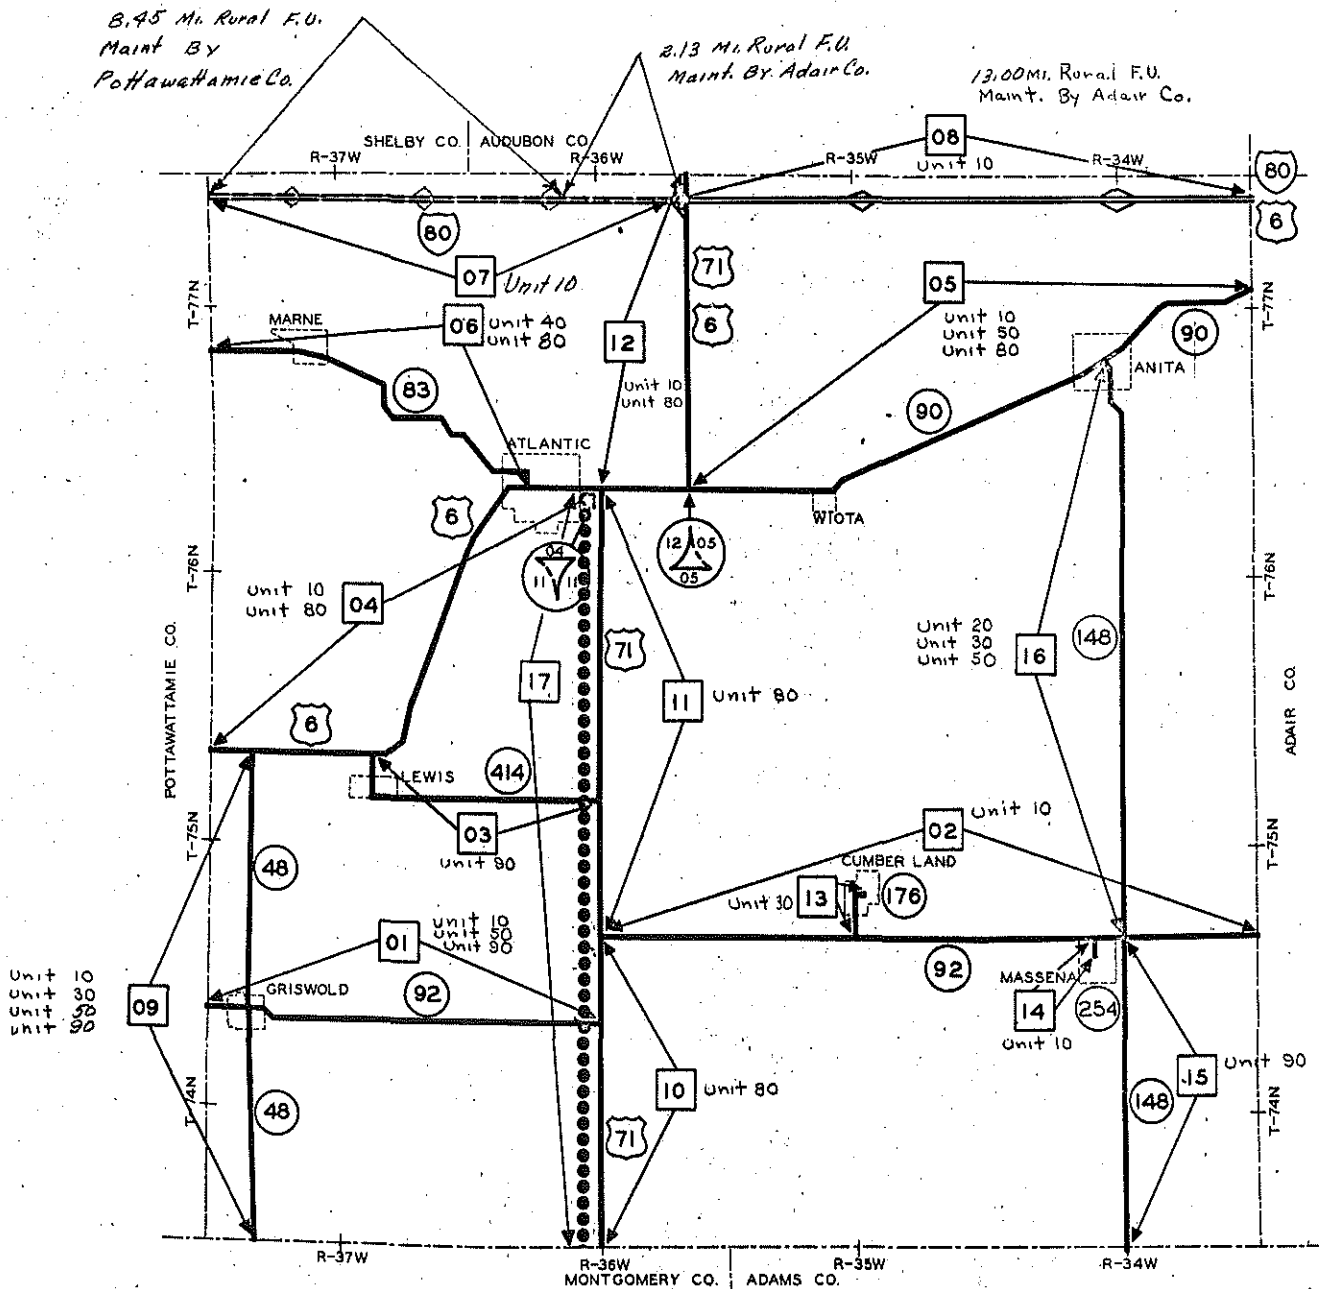 8.45 Mi. Rural F.U.
Maint By
Pottawattamie Co.
2.13 Mi. Rural F.U.
Maint. By Adair Co.
13.00 Mi. Rural F.U.
Maint. By Adair Co.
SHELBY CO. AUDUBON CO.
R-37W
R-36W
R-35W
R-34W
08
Unit 10
80
6
80
07 Unit 10
71
6
05
Unit 10
Unit 50
Unit 80
T-77N
T-77N
MARNE
06 Unit 40
Unit 80
12
Unit 10
Unit 80
83
90
ANITA
90
ATLANTIC
6
WIOTA
04
11 11
12 05
05
T-76N
T-76N
Unit 10
Unit 80
04
POTTAWATTAMIE CO.
ADAIR CO.
17
71
11 Unit 80
Unit 20
Unit 30
Unit 50
16
148
6
LEWIS
414
03
Unit 90
T-75N
T-75N
48
02 Unit 10
CUMBERLAND
Unit 30 13
176
01
Unit 10
Unit 50
Unit 90
92
MASSENA
254
14
Unit 10
Unit 10
Unit 30
Unit 50
Unit 90
09
GRISWOLD
92
10 Unit 80
15 Unit 90
148
T-74N
T-74N
48
71
R-37W
R-36W
R-35W
R-34W
MONTGOMERY CO. ADAMS CO.